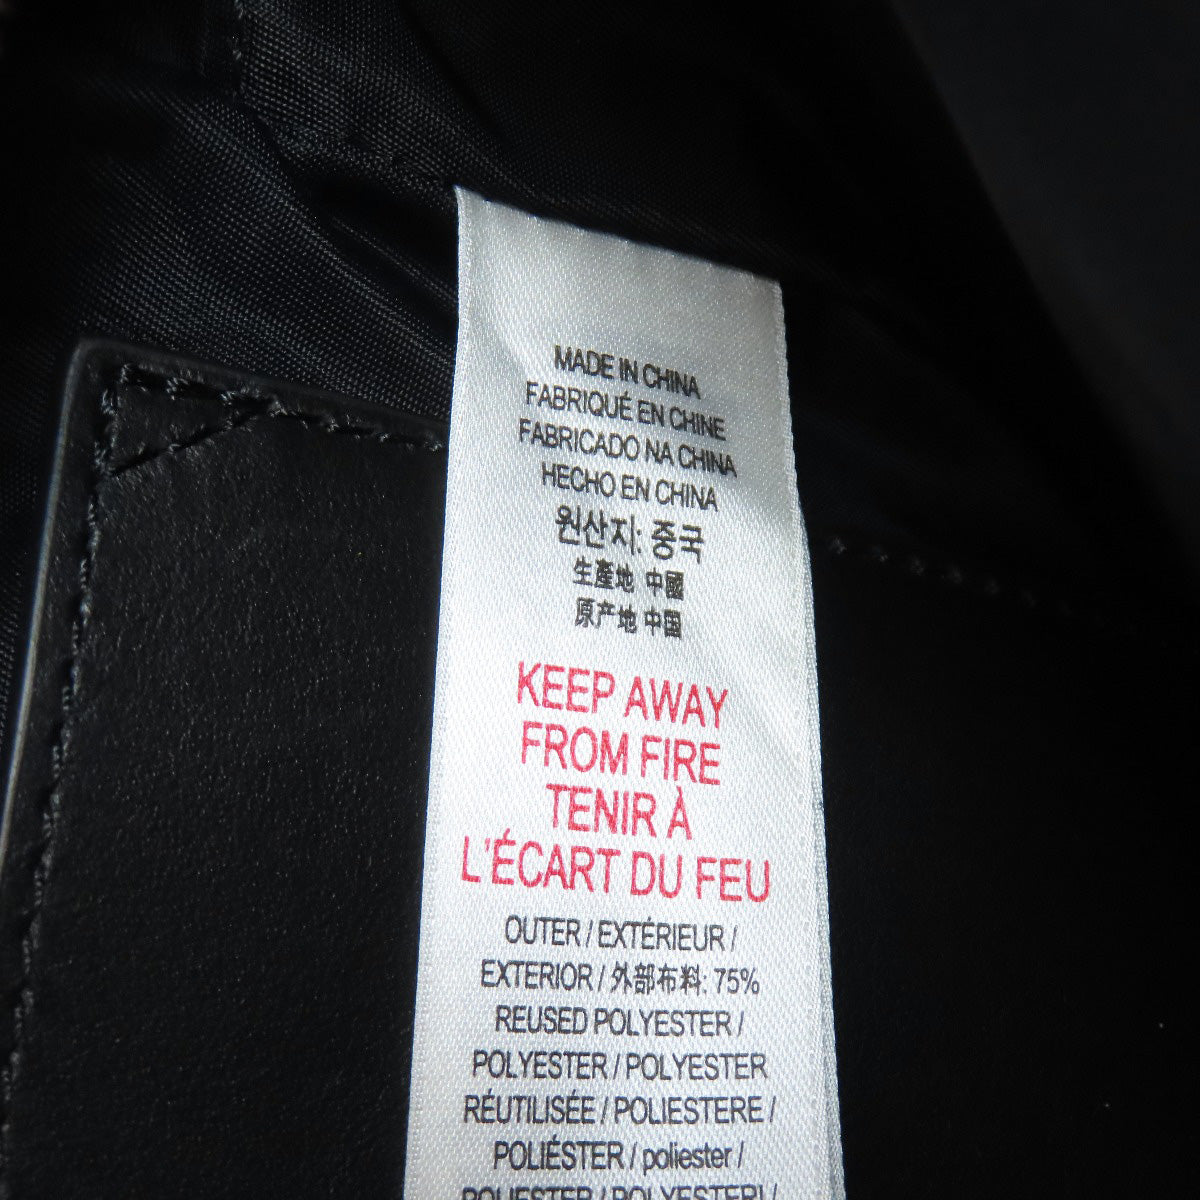 MADE IN CHINA
FABRIQUÉ EN CHINE
FABRICADO NA CHINA
HECHO EN CHINA
원산지: 중국
生產地 中國
原产地 中国
KEEP AWAY
FROM FIRE
TENIR À
L'ÉCART DU FEU
OUTER / EXTÉRIEUR /
EXTERIOR / 外部布料: 75%
REUSED POLYESTER /
POLYESTER / POLYESTER
RÉUTILISÉE / POLIESTERE /
POLIÉSTER / poliester /
POLIESTER / POLYESTER /